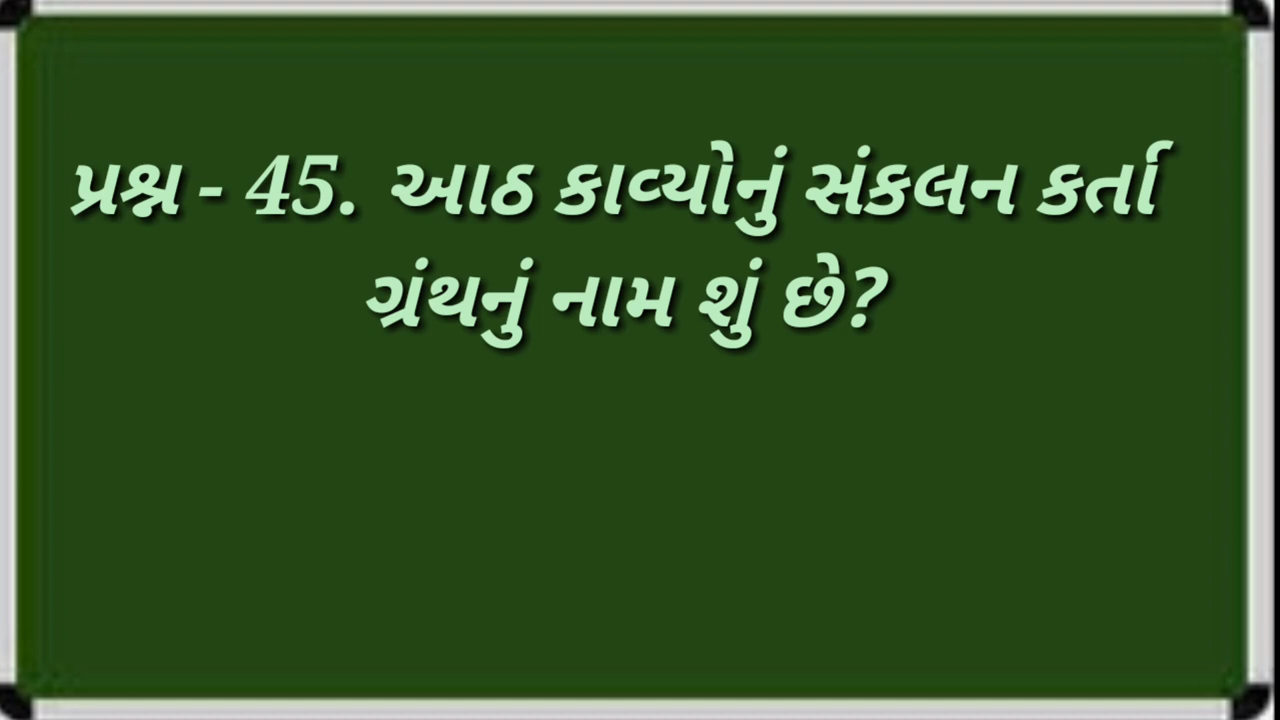 પ્રશ્ન - 45. આઠ કાવ્યોનું સંકલન કર્તા
ગ્રંથનું નામ શું છે?